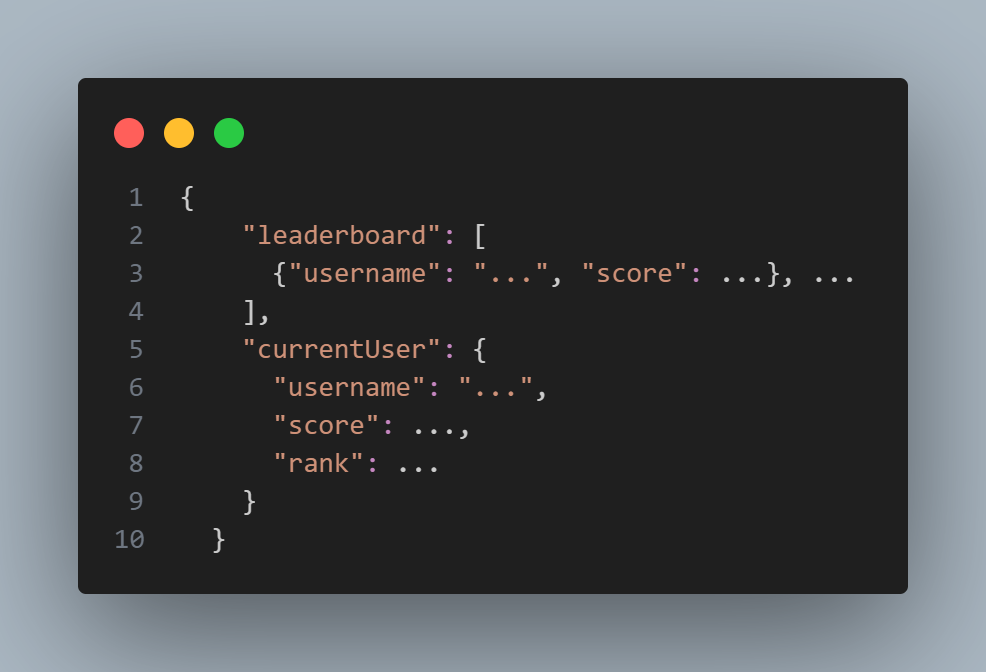 1 {
2 "leaderboard": [
3 {"username": "...", "score": ...}, ...
4 ],
5 "currentUser": {
6 "username": "...",
7 "score": ...,
8 "rank": ...
9 }
10 }